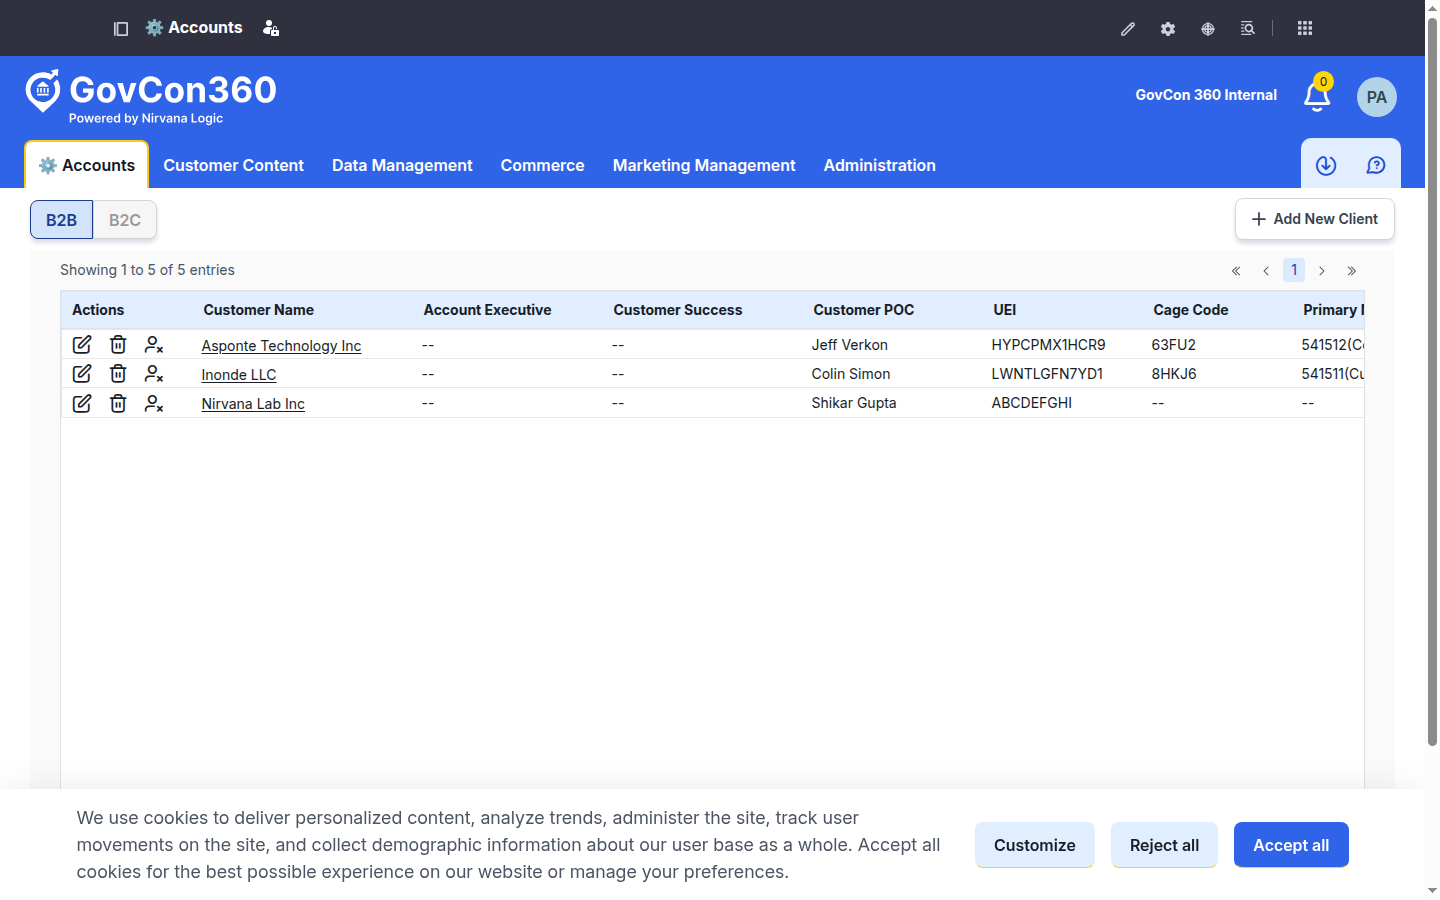 Accounts
GovCon360
Powered by Nirvana Logic
GovCon 360 Internal
0
PA
Accounts Customer Content Data Management Commerce Marketing Management Administration
B2B B2C
+ Add New Client
Showing 1 to 5 of 5 entries
« ‹ 1 › »
Actions Customer Name Account Executive Customer Success Customer POC UEI Cage Code Primary
Asponte Technology Inc -- -- Jeff Verkon HYPCPMX1HCR9 63FU2 541512(C
Inonde LLC -- -- Colin Simon LWNTLGFN7YD1 8HKJ6 541511(Cu
Nirvana Lab Inc -- -- Shikar Gupta ABCDEFGHI -- --
We use cookies to deliver personalized content, analyze trends, administer the site, track user
movements on the site, and collect demographic information about our user base as a whole. Accept all
cookies for the best possible experience on our website or manage your preferences.
Customize Reject all Accept all